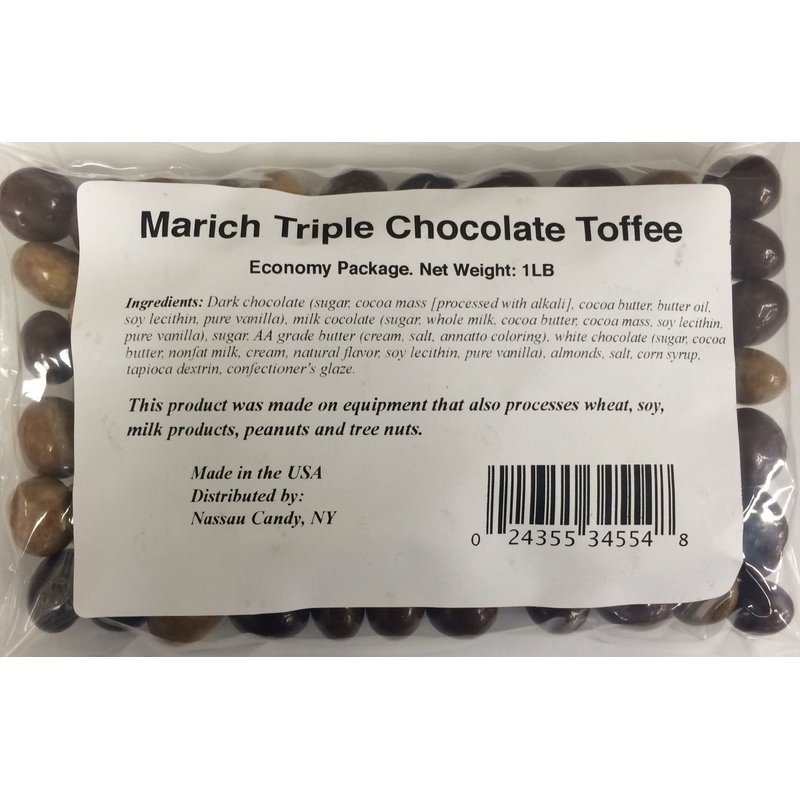 Marich Triple Chocolate Toffee
Economy Package. Net Weight: 1LB
Ingredients: Dark chocolate (sugar, cocoa mass [processed with alkali], cocoa butter, butter oil,
soy lecithin, pure vanilla), milk cocolate (sugar, whole milk, cocoa butter, cocoa mass, soy lecithin,
pure vanilla), sugar, AA grade butter (cream, salt, annatto coloring), white chocolate (sugar, cocoa
butter, nonfat milk, cream, natural flavor, soy lecithin, pure vanilla), almonds, salt, corn syrup,
tapioca dextrin, confectioner's glaze.
This product was made on equipment that also processes wheat, soy,
milk products, peanuts and tree nuts.
Made in the USA
Distributed by:
Nassau Candy, NY
0 24355 34554 8